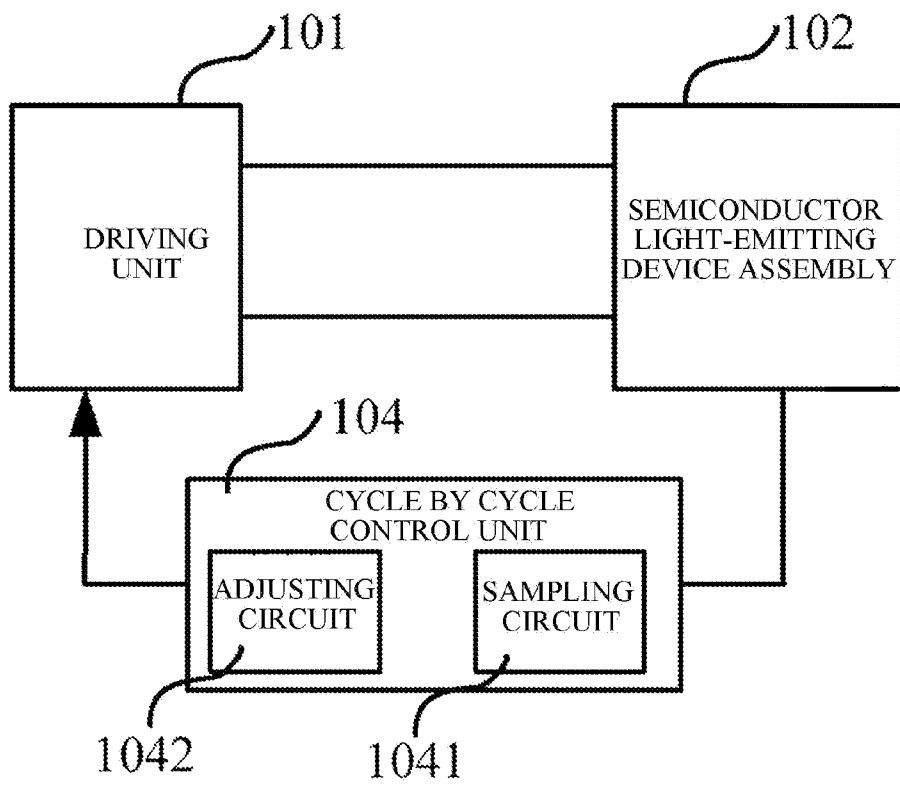 101
102
DRIVING
UNIT
SEMICONDUCTOR
LIGHT-EMITTING
DEVICE ASSEMBLY
104
CYCLE BY CYCLE
CONTROL UNIT
ADJUSTING
CIRCUIT
SAMPLING
CIRCUIT
1042
1041